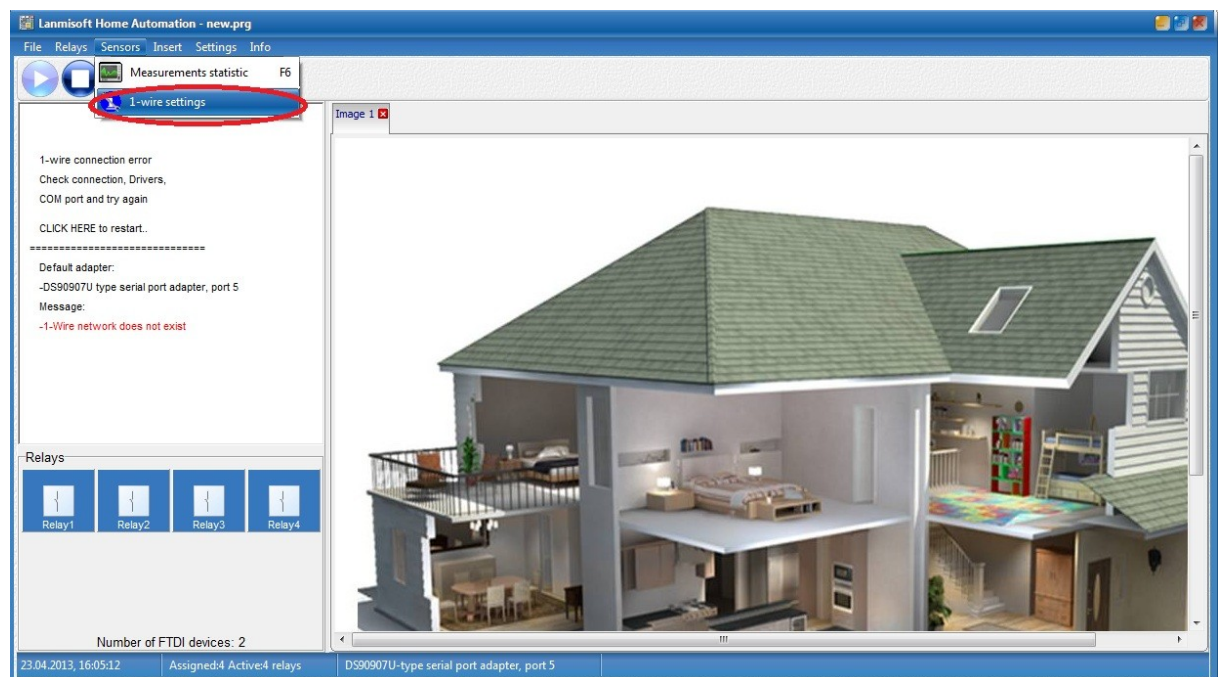 Lanmisoft Home Automation - new.prg
File Relays Sensors Insert Settings Info
Measurements statistic F6
1-wire settings
Image 1
1-wire connection error
Check connection, Drivers,
COM port and try again
CLICK HERE to restart..
==============================
Default adapter:
-DS90907U type serial port adapter, port 5
Message:
-1-Wire network does not exist
Relays
Relay1 Relay2 Relay3 Relay4
Number of FTDI devices: 2
23.04.2013, 16:05:12 Assigned:4 Active:4 relays DS90907U-type serial port adapter, port 5